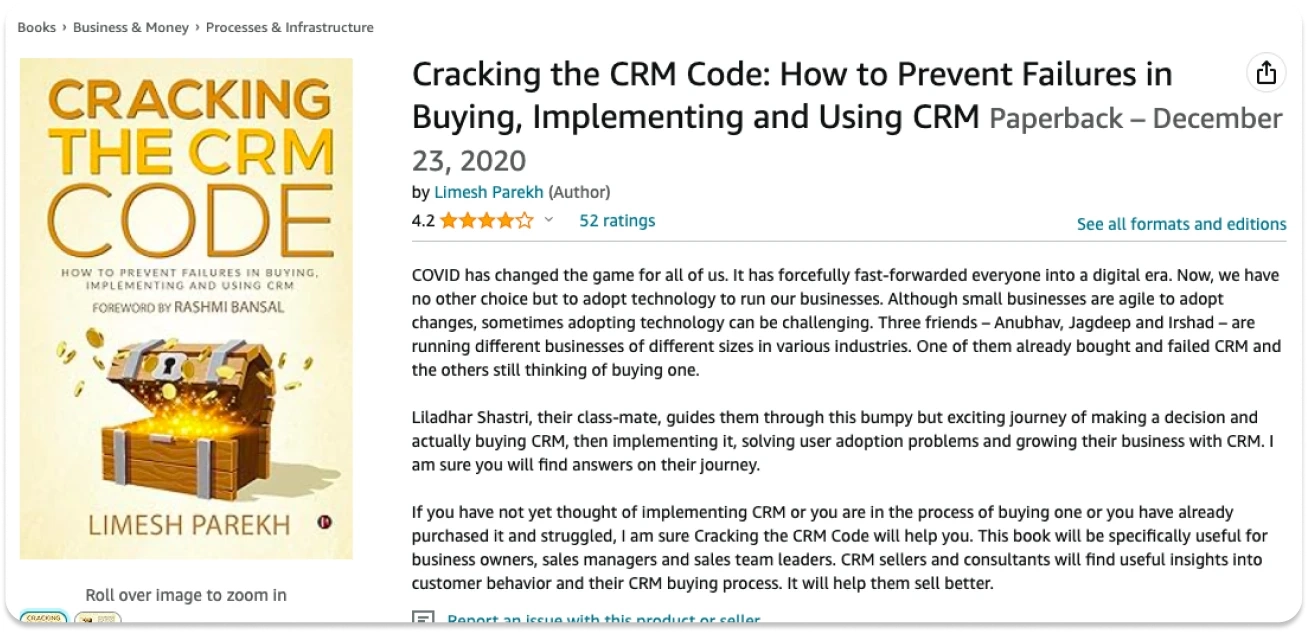 Books › Business & Money › Processes & Infrastructure
CRACKING
THE CRM
CODE
HOW TO PREVENT FAILURES IN BUYING,
IMPLEMENTING AND USING CRM
FOREWORD BY RASHMI BANSAL
LIMESH PAREKH
Roll over image to zoom in
CRACKING
Cracking the CRM Code: How to Prevent Failures in
Buying, Implementing and Using CRM Paperback – December
23, 2020
by Limesh Parekh (Author)
4.2 52 ratings
See all formats and editions
COVID has changed the game for all of us. It has forcefully fast-forwarded everyone into a digital era. Now, we have
no other choice but to adopt technology to run our businesses. Although small businesses are agile to adopt
changes, sometimes adopting technology can be challenging. Three friends – Anubhav, Jagdeep and Irshad – are
running different businesses of different sizes in various industries. One of them already bought and failed CRM and
the others still thinking of buying one.
Liladhar Shastri, their class-mate, guides them through this bumpy but exciting journey of making a decision and
actually buying CRM, then implementing it, solving user adoption problems and growing their business with CRM. I
am sure you will find answers on their journey.
If you have not yet thought of implementing CRM or you are in the process of buying one or you have already
purchased it and struggled, I am sure Cracking the CRM Code will help you. This book will be specifically useful for
business owners, sales managers and sales team leaders. CRM sellers and consultants will find useful insights into
customer behavior and their CRM buying process. It will help them sell better.
Report an issue with this product or seller